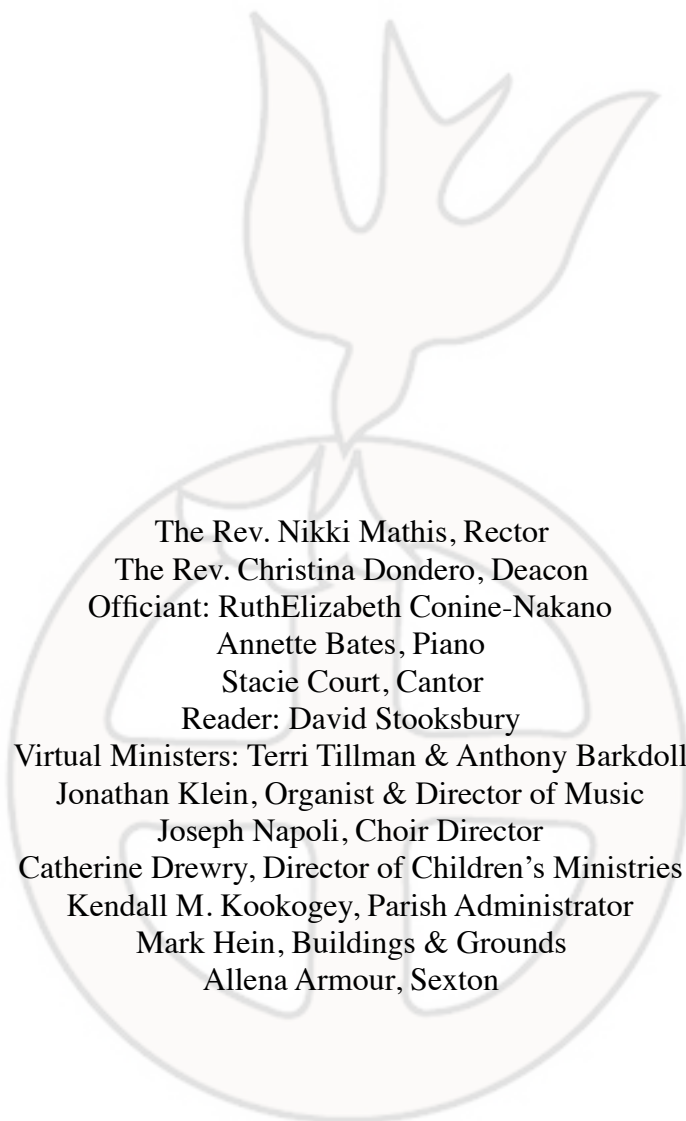 The Rev. Nikki Mathis, Rector
The Rev. Christina Dondero, Deacon
Officiant: RuthElizabeth Conine-Nakano
Annette Bates, Piano
Stacie Court, Cantor
Reader: David Stooksbury
Virtual Ministers: Terri Tillman & Anthony Barkdoll
Jonathan Klein, Organist & Director of Music
Joseph Napoli, Choir Director
Catherine Drewry, Director of Children’s Ministries
Kendall M. Kookogey, Parish Administrator
Mark Hein, Buildings & Grounds
Allena Armour, Sexton